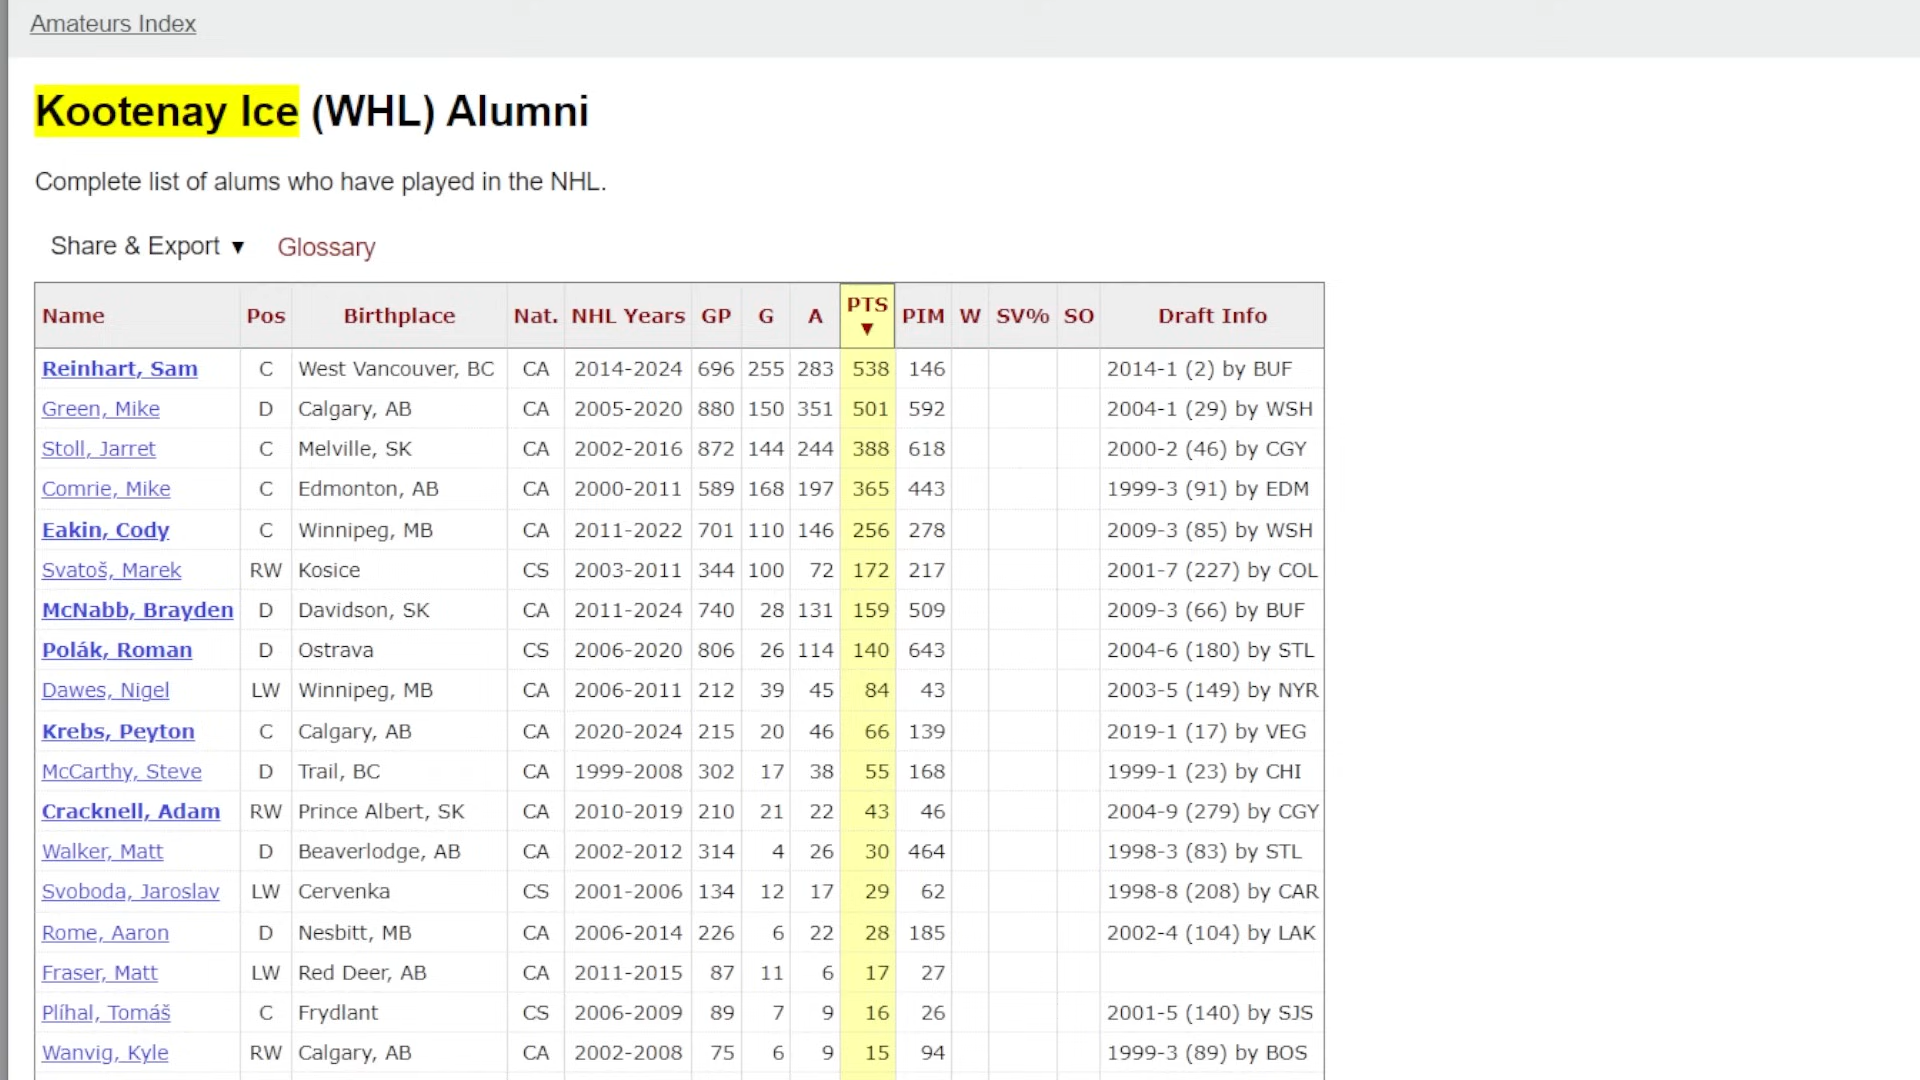 Amateurs Index
Kootenay Ice (WHL) Alumni
Complete list of alums who have played in the NHL.
Share & Export ▼ Glossary
Name Pos Birthplace Nat. NHL Years GP G A PTS ▼ PIM W SV% SO Draft Info
Reinhart, Sam C West Vancouver, BC CA 2014-2024 696 255 283 538 146 2014-1 (2) by BUF
Green, Mike D Calgary, AB CA 2005-2020 880 150 351 501 592 2004-1 (29) by WSH
Stoll, Jarret C Melville, SK CA 2002-2016 872 144 244 388 618 2000-2 (46) by CGY
Comrie, Mike C Edmonton, AB CA 2000-2011 589 168 197 365 443 1999-3 (91) by EDM
Eakin, Cody C Winnipeg, MB CA 2011-2022 701 110 146 256 278 2009-3 (85) by WSH
Svatoš, Marek RW Kosice CS 2003-2011 344 100 72 172 217 2001-7 (227) by COL
McNabb, Brayden D Davidson, SK CA 2011-2024 740 28 131 159 509 2009-3 (66) by BUF
Polák, Roman D Ostrava CS 2006-2020 806 26 114 140 643 2004-6 (180) by STL
Dawes, Nigel LW Winnipeg, MB CA 2006-2011 212 39 45 84 43 2003-5 (149) by NYR
Krebs, Peyton C Calgary, AB CA 2020-2024 215 20 46 66 139 2019-1 (17) by VEG
McCarthy, Steve D Trail, BC CA 1999-2008 302 17 38 55 168 1999-1 (23) by CHI
Cracknell, Adam RW Prince Albert, SK CA 2010-2019 210 21 22 43 46 2004-9 (279) by CGY
Walker, Matt D Beaverlodge, AB CA 2002-2012 314 4 26 30 464 1998-3 (83) by STL
Svoboda, Jaroslav LW Cervenka CS 2001-2006 134 12 17 29 62 1998-8 (208) by CAR
Rome, Aaron D Nesbitt, MB CA 2006-2014 226 6 22 28 185 2002-4 (104) by LAK
Fraser, Matt LW Red Deer, AB CA 2011-2015 87 11 6 17 27
Plíhal, Tomáš C Frydlant CS 2006-2009 89 7 9 16 26 2001-5 (140) by SJS
Wanvig, Kyle RW Calgary, AB CA 2002-2008 75 6 9 15 94 1999-3 (89) by BOS